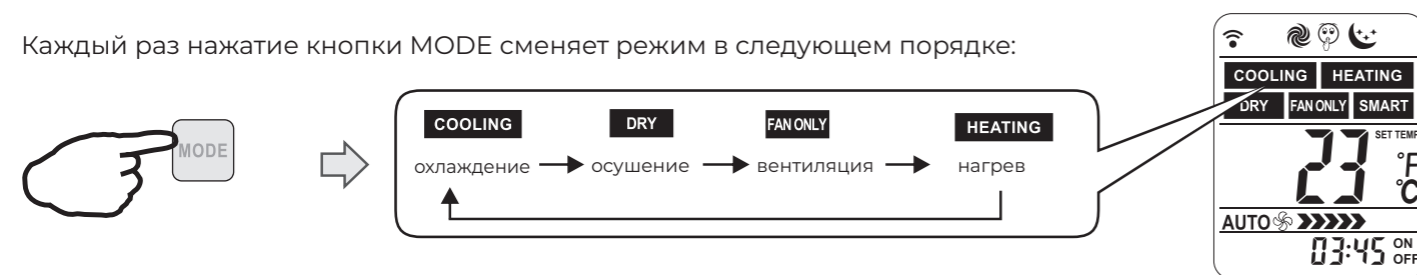 Каждый раз нажатие кнопки MODE сменяет режим в следующем порядке:
MODE
COOLING DRY FAN ONLY HEATING
охлаждение осушение вентиляция нагрев
COOLING HEATING
DRY FAN ONLY SMART
SET TEMP
23 °F
°C
AUTO
03:45 ON
OFF